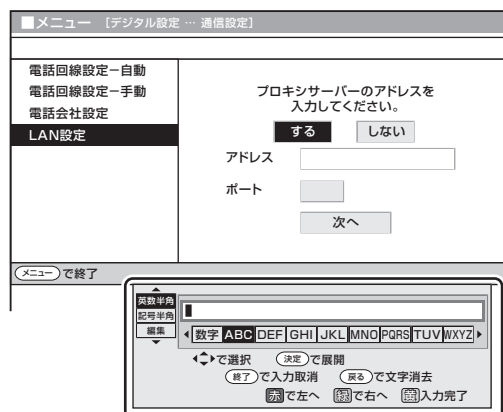 ■メニュー [デジタル設定 … 通信設定]
電話回線設定－自動
電話回線設定－手動
電話会社設定
LAN設定
プロキシサーバーのアドレスを
入力してください。
する しない
アドレス
ポート
次へ
メニューで終了
英数半角
記号半角
編集
数字 ABC DEF GHI JKL MNO PQRS TUV WXYZ
で選択 決定で展開
終了で入力取消 戻るで文字消去
赤で左へ 緑で右へ 黄入力完了